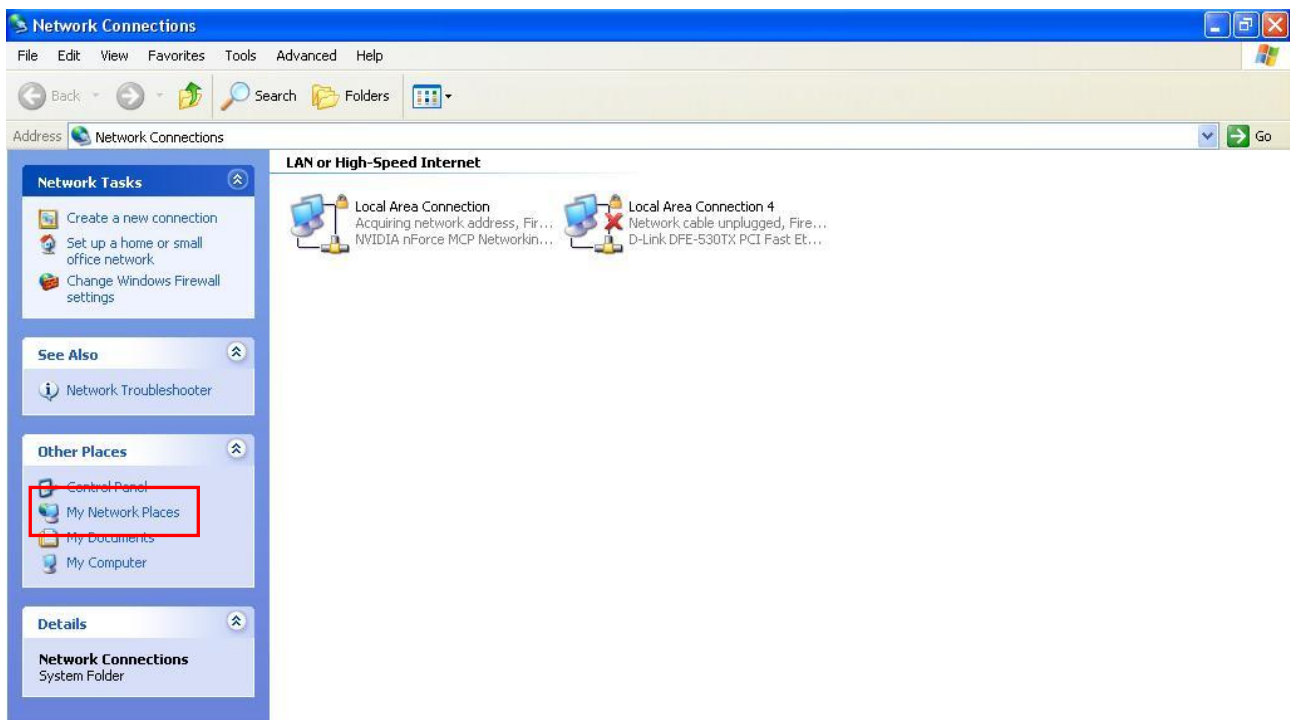 Network Connections
File Edit View Favorites Tools Advanced Help
Back Search Folders
Address Network Connections Go
Network Tasks
Create a new connection
Set up a home or small
office network
Change Windows Firewall
settings
See Also
Network Troubleshooter
Other Places
Control Panel
My Network Places
My Documents
My Computer
Details
Network Connections
System Folder
LAN or High-Speed Internet
Local Area Connection
Acquiring network address, Fir...
NVIDIA nForce MCP Networkin...
Local Area Connection 4
Network cable unplugged, Fire...
D-Link DFE-530TX PCI Fast Et...